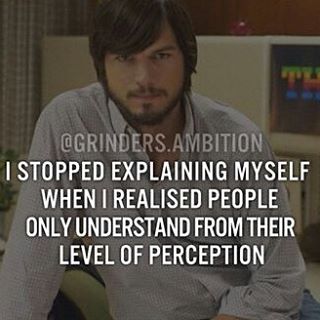 @GRINDERS.AMBITION
I STOPPED EXPLAINING MYSELF
WHEN I REALISED PEOPLE
ONLY UNDERSTAND FROM THEIR
LEVEL OF PERCEPTION